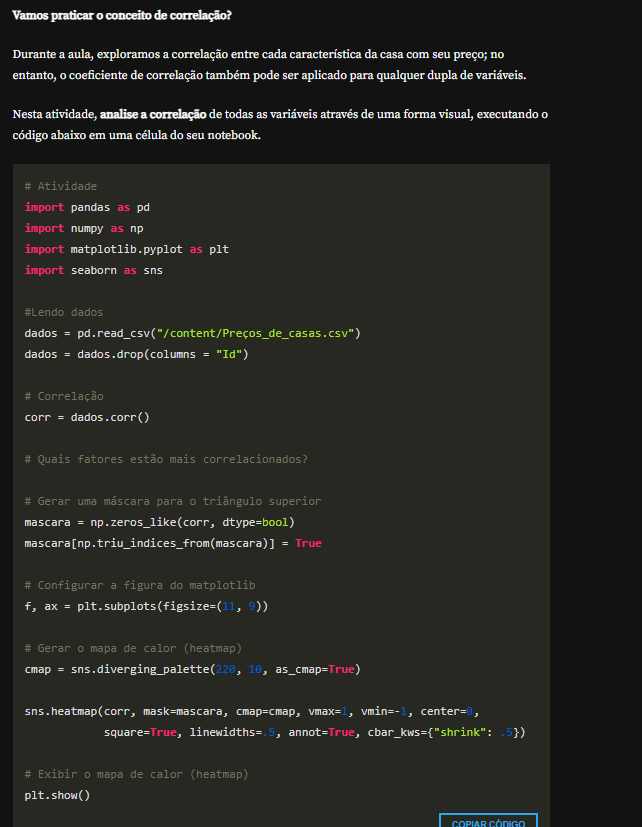 Vamos praticar o conceito de correlação?
Durante a aula, exploramos a correlação entre cada característica da casa com seu preço; no
entanto, o coeficiente de correlação também pode ser aplicado para qualquer dupla de variáveis.
Nesta atividade, analise a correlação de todas as variáveis através de uma forma visual, executando o
código abaixo em uma célula do seu notebook.
# Atividade
import pandas as pd
import numpy as np
import matplotlib.pyplot as plt
import seaborn as sns
#Lendo dados
dados = pd.read_csv("/content/Preços_de_casas.csv")
dados = dados.drop(columns = "Id")
# Correlação
corr = dados.corr()
# Quais fatores estão mais correlacionados?
# Gerar uma máscara para o triângulo superior
mascara = np.zeros_like(corr, dtype=bool)
mascara[np.triu_indices_from(mascara)] = True
# Configurar a figura do matplotlib
f, ax = plt.subplots(figsize=(11, 9))
# Gerar o mapa de calor (heatmap)
cmap = sns.diverging_palette(220, 10, as_cmap=True)
sns.heatmap(corr, mask=mascara, cmap=cmap, vmax=1, vmin=-1, center=0,
square=True, linewidths=.5, annot=True, cbar_kws={"shrink": .5})
# Exibir o mapa de calor (heatmap)
plt.show()
COPIAR CÓDIGO